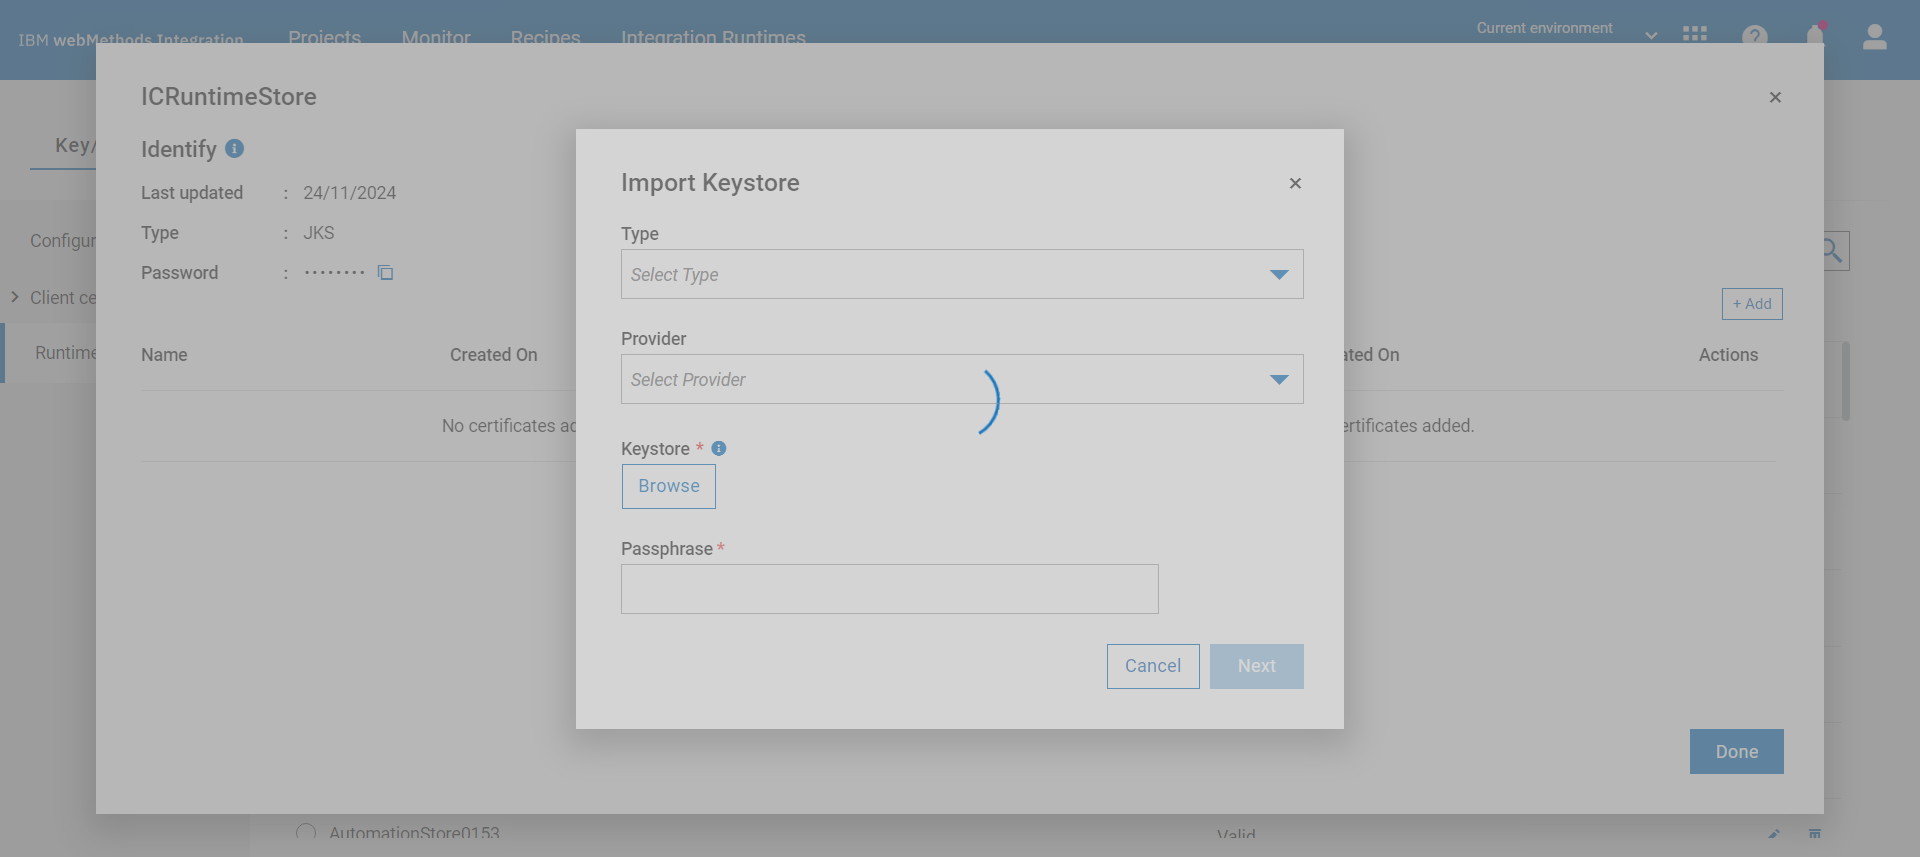 IBM webMethods Integration
Projects
Monitor
Recipes
Integration Runtimes
Current environment
ICRuntimeStore
Key/
Identify
Last updated : 24/11/2024
Type : JKS
Password : ••••••••
Configur
Client ce
Runtime
+ Add
Name
Created On
ated On
Actions
No certificates ad
ertificates added.
Import Keystore
Type
Select Type
Provider
Select Provider
Keystore *
Browse
Passphrase *
Cancel
Next
Done
AutomationStore0153
Valid